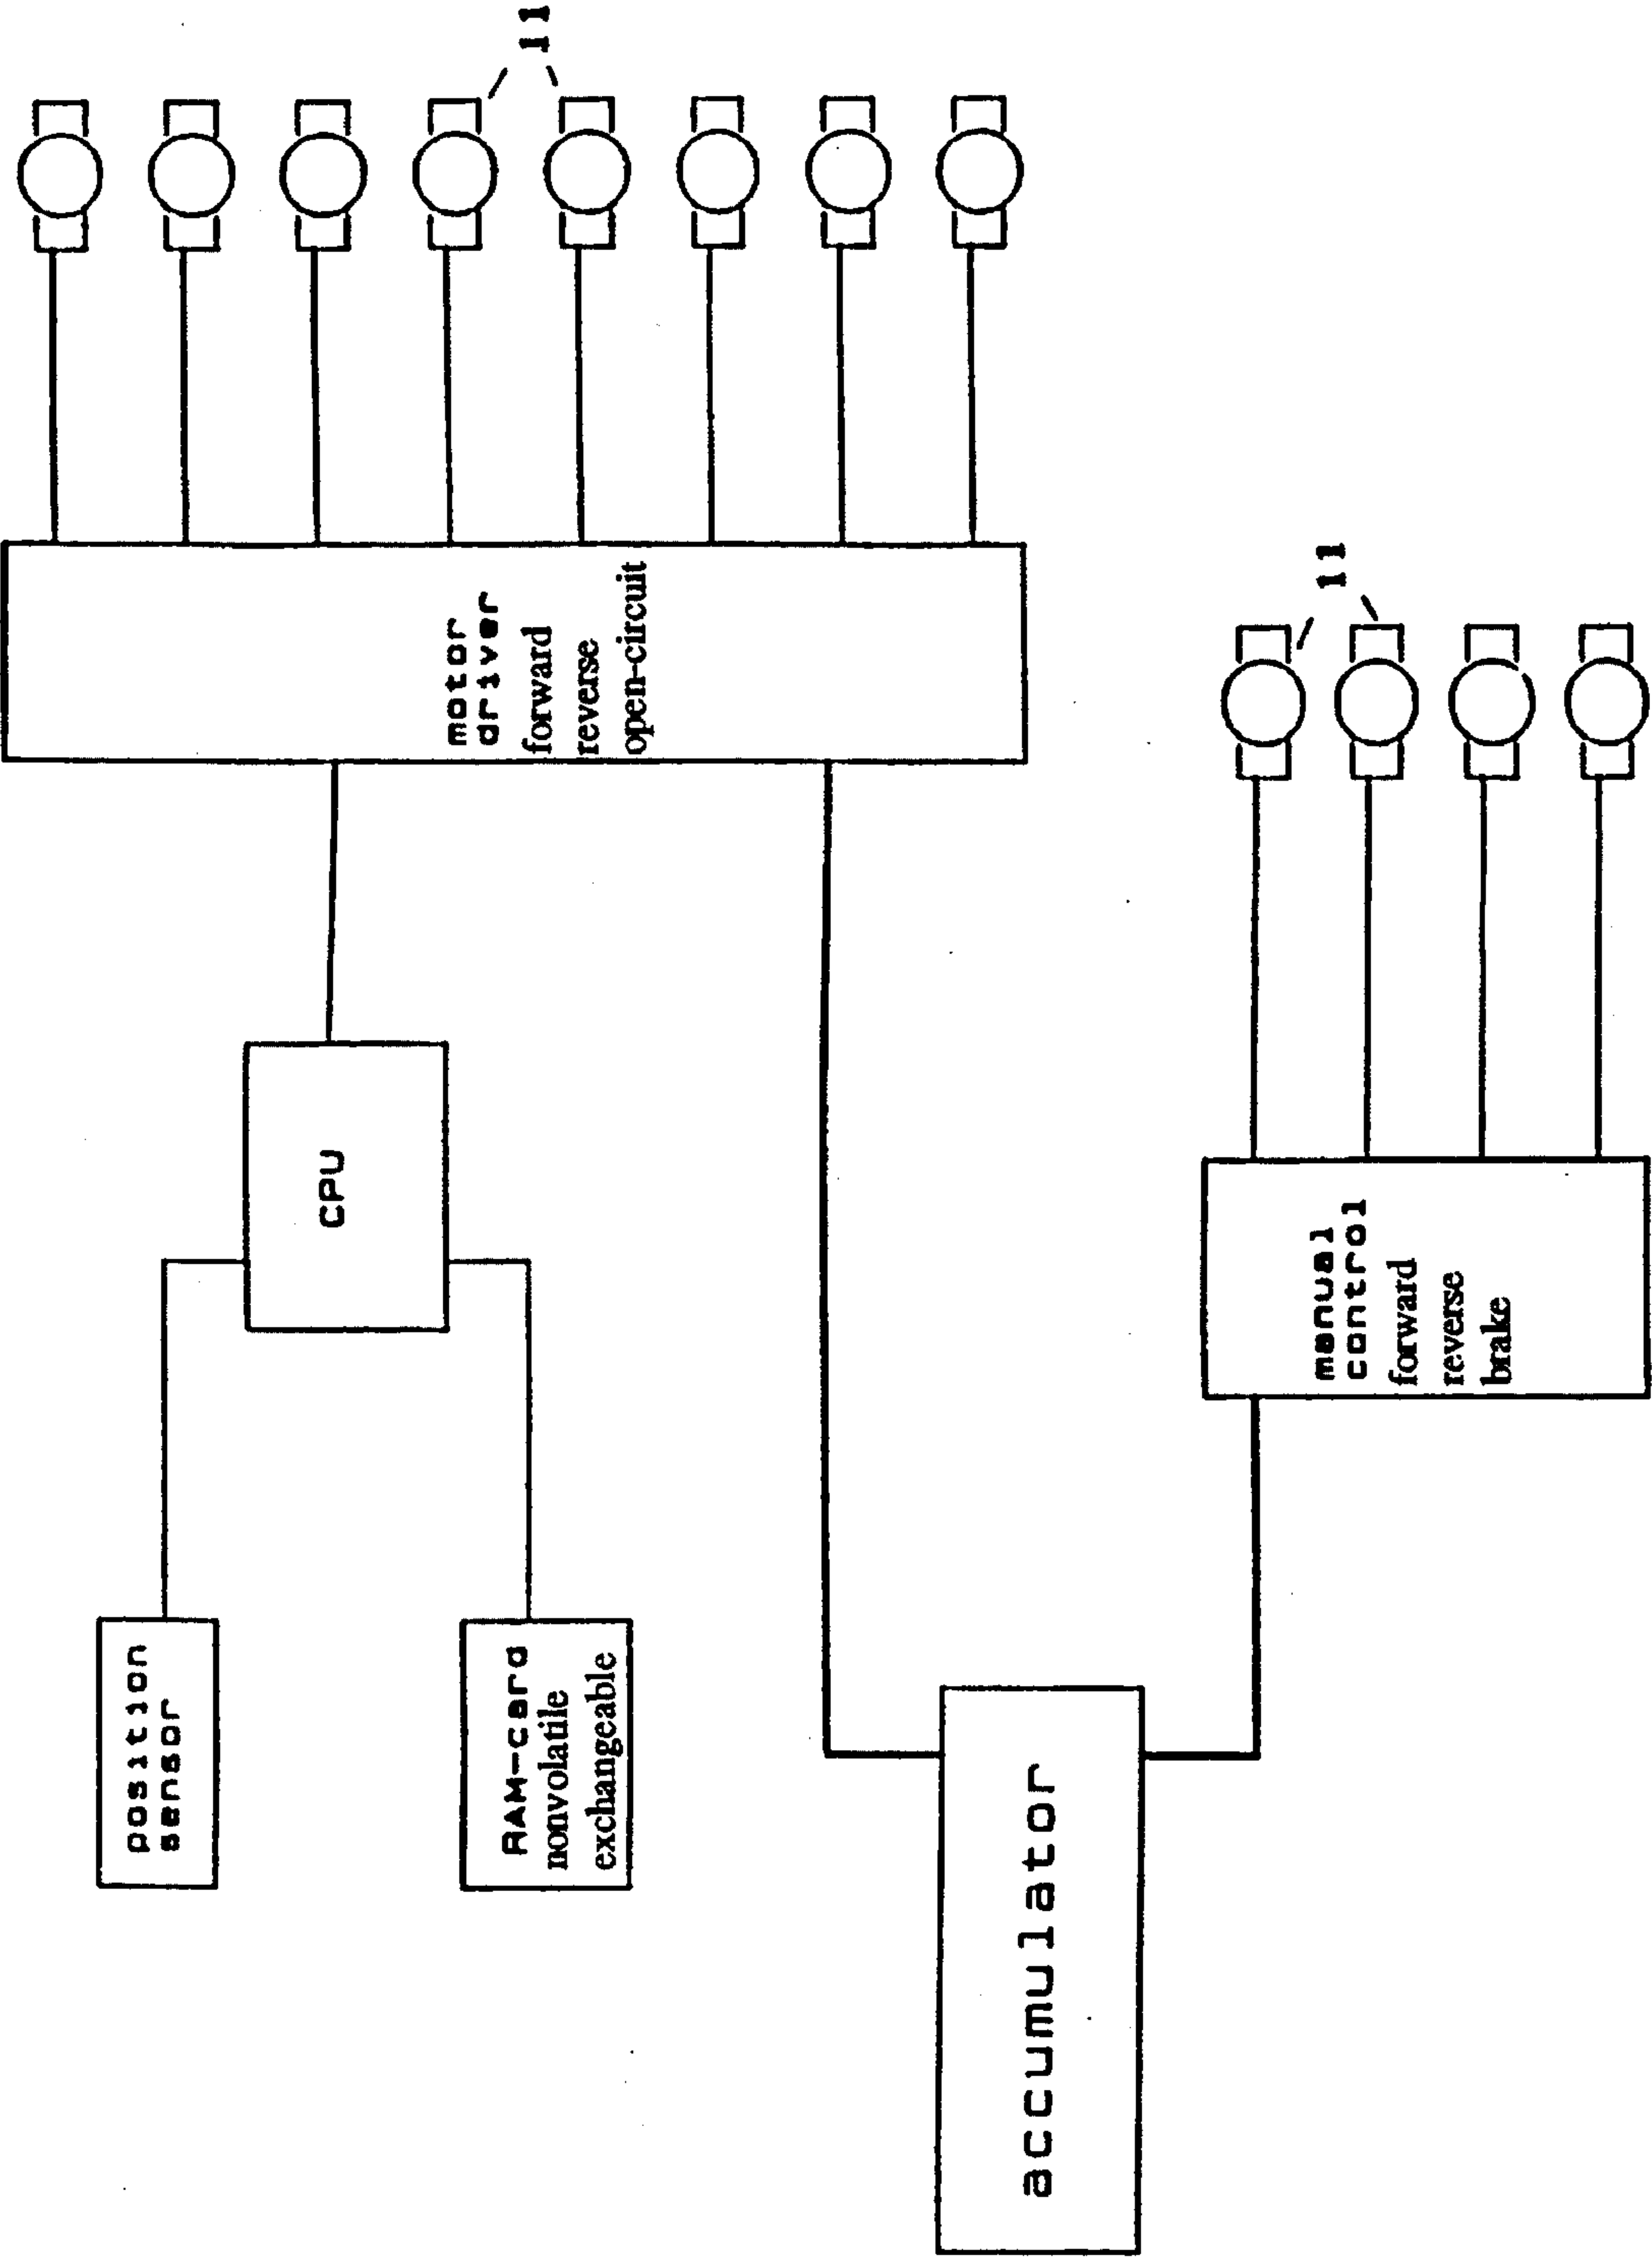 position
sensor
RAM-card
nonvolatile
exchangeable
CPU
motor
driver
forward
reverse
open-circuit
11
accumulator
manual
control
forward
reverse
brake
11